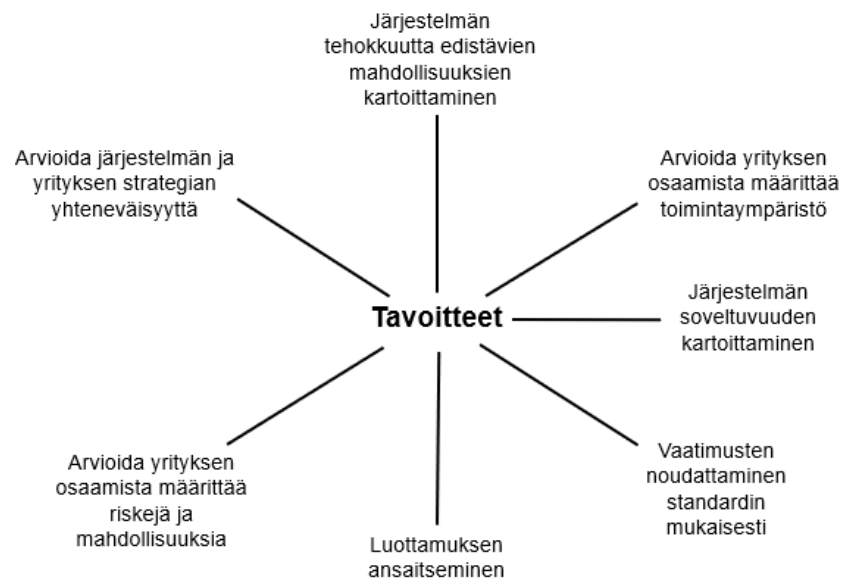 Järjestelmän
tehokkuutta edistävien
mahdollisuuksien
kartoittaminen
Arvioida järjestelmän ja
yrityksen strategian
yhteneväisyyttä
Arvioida yrityksen
osaamista määrittää
toimintaympäristö
Tavoitteet
Järjestelmän
soveltuvuuden
kartoittaminen
Arvioida yrityksen
osaamista määrittää
riskejä ja
mahdollisuuksia
Luottamuksen
ansaitseminen
Vaatimusten
noudattaminen
standardin
mukaisesti